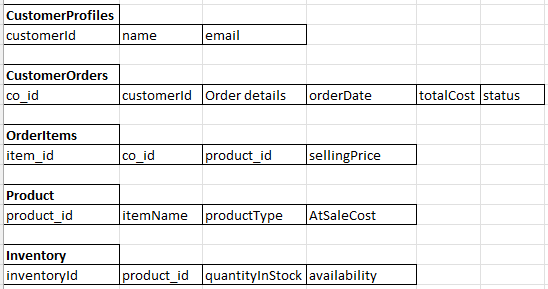 CustomerProfiles
customerId name email
CustomerOrders
co_id customerId Order details orderDate totalCost status
OrderItems
item_id co_id product_id sellingPrice
Product
product_id itemName productType AtSaleCost
Inventory
inventoryId product_id quantityInStock availability